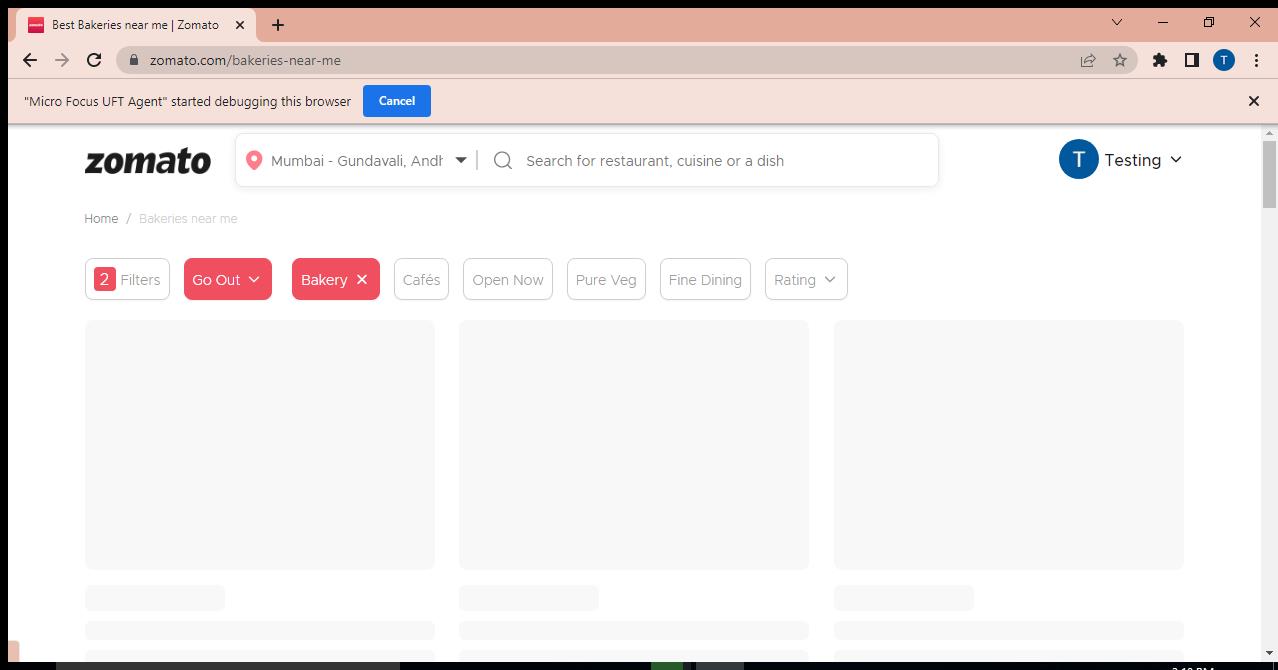 Best Bakeries near me | Zomato
zomato.com/bakeries-near-me
T
"Micro Focus UFT Agent" started debugging this browser
Cancel
zomato
Mumbai - Gundavali, Andh
Search for restaurant, cuisine or a dish
T
Testing
Home / Bakeries near me
2 Filters
Go Out
Bakery
Cafés
Open Now
Pure Veg
Fine Dining
Rating